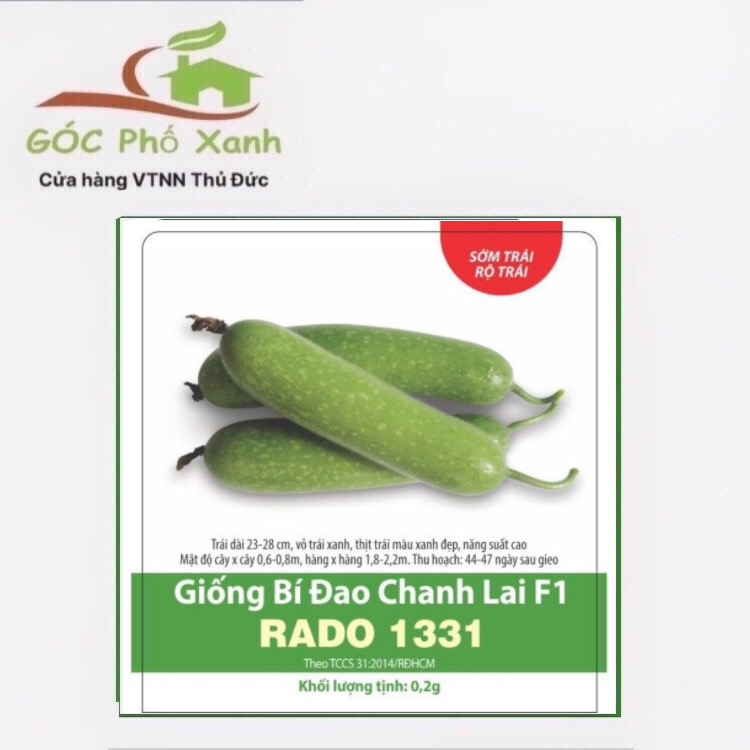 GÓC Phố Xanh
Cửa hàng VTNN Thủ Đức
SỚM TRÁI
RỘ TRÁI
Trái dài 23-28 cm, vỏ trái xanh, thịt trái màu xanh đẹp, năng suất cao
Mật độ cây x cây 0,6-0,8m, hàng x hàng 1,8-2,2m. Thu hoạch: 44-47 ngày sau gieo
Giống Bí Đao Chanh Lai F1
RADO 1331
Theo TCCS 31:2014/RĐHCM
Khối lượng tịnh: 0,2g